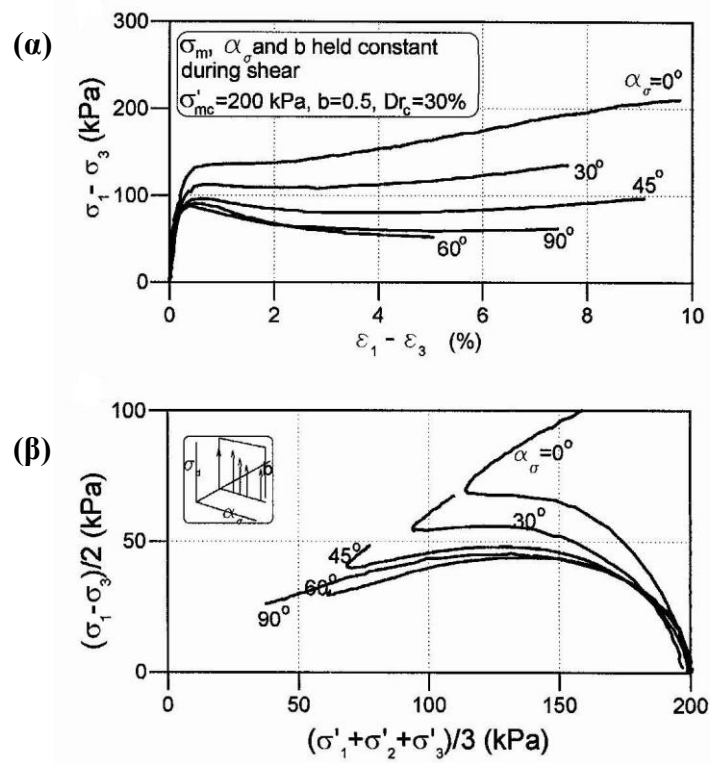 (α)
σm, ασ and b held constant
during shear
σ'mc=200 kPa, b=0.5, Drc=30%
ασ=0°
30°
45°
60°
90°
σ1- σ3 (kPa)
300
200
100
0
0
2
4
6
8
10
ε1 - ε3 (%)
(β)
σd
b
ασ
ασ=0°
30°
45°
60°
90°
(σ1-σ3)/2 (kPa)
100
50
0
0
50
100
150
200
(σ'1+σ'2+σ'3)/3 (kPa)